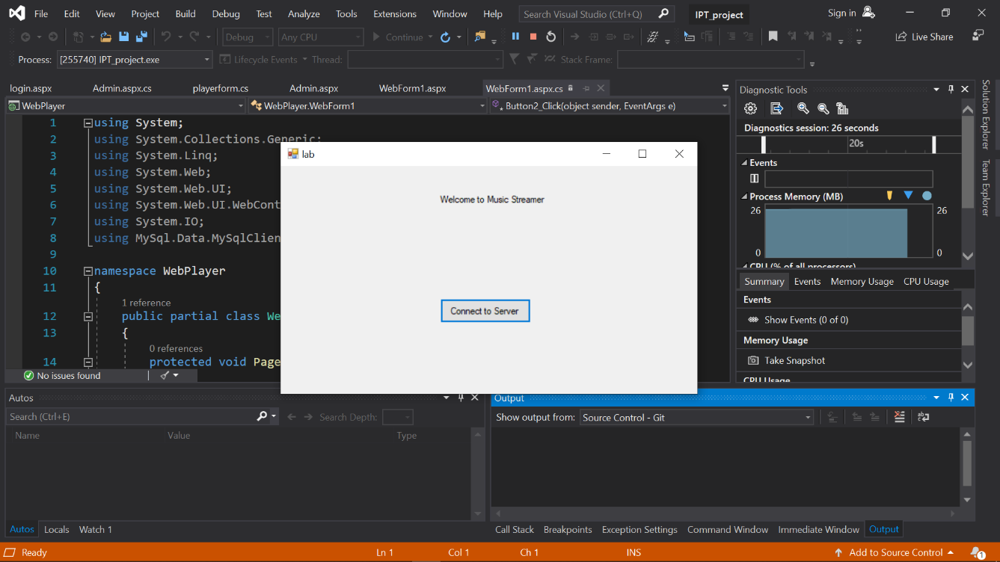 File Edit View Project Build Debug Test Analyze Tools Extensions Window Help Search Visual Studio (Ctrl+Q) IPT_project Sign in
Debug Any CPU Continue Live Share
Process: [255740] IPT_project.exe Lifecycle Events Thread: Stack Frame:
login.aspx Admin.aspx.cs playerform.cs Admin.aspx WebForm1.aspx WebForm1.aspx.cs
WebPlayer WebPlayer.WebForm1 Button2_Click(object sender, EventArgs e)
1 using System;
2 using System.Collections.Generic;
3 using System.Linq;
4 using System.Web;
5 using System.Web.UI;
6 using System.Web.UI.WebCont
7 using System.IO;
8 using MySql.Data.MySqlClien
9
10 namespace WebPlayer
11 {
1 reference
12 public partial class We
13 {
0 references
14 protected void Page
No issues found
lab
Welcome to Music Streamer
Connect to Server
Diagnostic Tools
Diagnostics session: 26 seconds
20s
Events
Process Memory (MB)
26 26
0 0
CPU (% of all processors)
Summary Events Memory Usage CPU Usage
Events
Show Events (0 of 0)
Memory Usage
Take Snapshot
CPU Usage
Solution Explorer
Team Explorer
Autos
Search (Ctrl+E) Search Depth:
Name Value Type
Autos Locals Watch 1
Output
Show output from: Source Control - Git
Call Stack Breakpoints Exception Settings Command Window Immediate Window Output
Ready Ln 1 Col 1 Ch 1 INS Add to Source Control 1